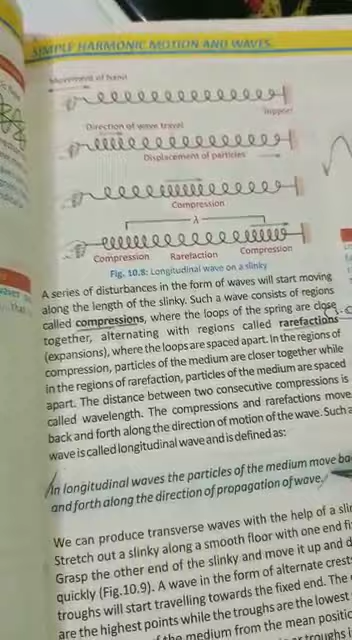 SIMPLE HARMONIC MOTION AND WAVES
Movement of hand
Support
Direction of wave travel
Displacement of particles
Compression
λ
Compression Rarefaction Compression
Fig. 10.8: Longitudinal wave on a slinky
A series of disturbances in the form of waves will start moving
along the length of the slinky. Such a wave consists of regions
called compressions, where the loops of the spring are close
together, alternating with regions called rarefactions
(expansions), where the loops are spaced apart. In the regions of
compression, particles of the medium are closer together while
in the regions of rarefaction, particles of the medium are spaced
apart. The distance between two consecutive compressions is
called wavelength. The compressions and rarefactions move
back and forth along the direction of motion of the wave. Such a
wave is called longitudinal wave and is defined as:
In longitudinal waves the particles of the medium move ba
and forth along the direction of propagation of wave.
We can produce transverse waves with the help of a sli
Stretch out a slinky along a smooth floor with one end fi
Grasp the other end of the slinky and move it up and d
quickly (Fig.10.9). A wave in the form of alternate crest
troughs will start travelling towards the fixed end. The
are the highest points while the troughs are the lowest
of the medium from the mean positio